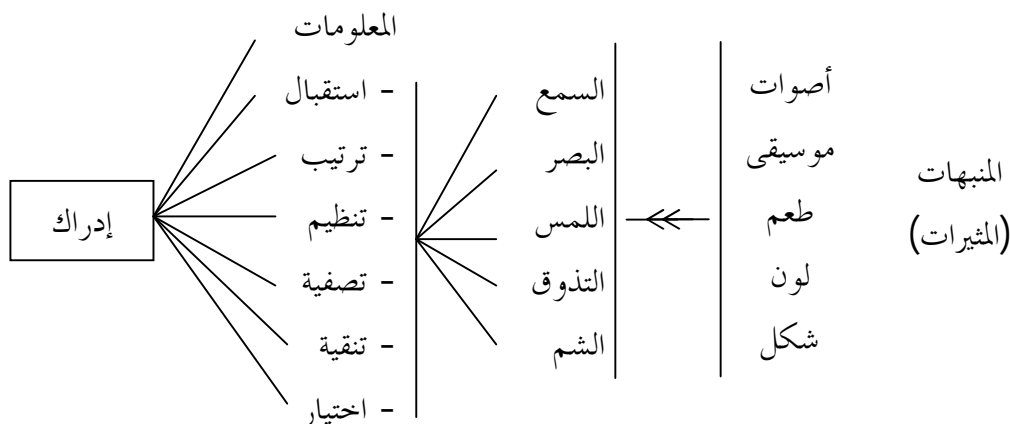 المنبهات
(المثيرات)
أصوات
موسيقى
طعم
لون
شكل
السمع
البصر
اللمس
التذوق
الشم
المعلومات
- استقبال
- ترتيب
- تنظيم
- تصفية
- تنقية
- اختيار
إدراك